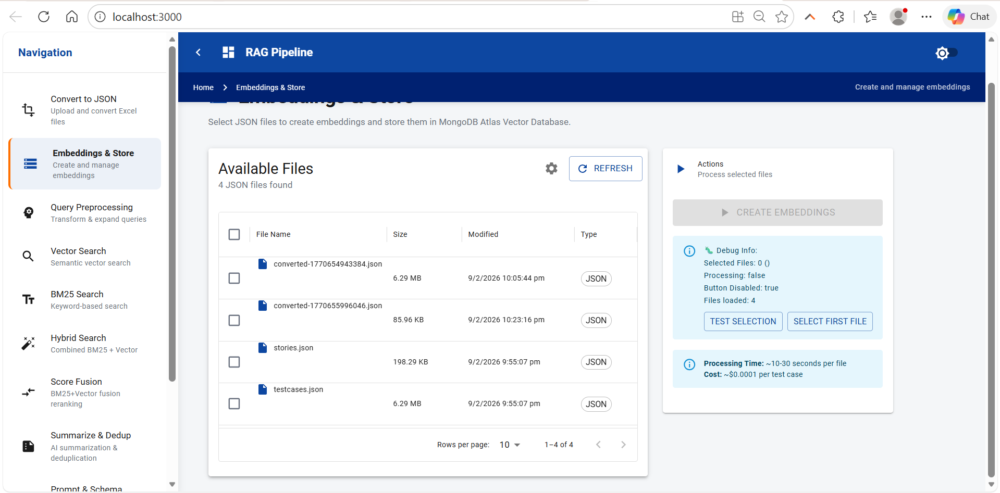 localhost:3000
Chat
Navigation
Convert to JSON
Upload and convert Excel
files
Embeddings & Store
Create and manage
embeddings
Query Preprocessing
Transform & expand queries
Vector Search
Semantic vector search
BM25 Search
Keyword-based search
Hybrid Search
Combined BM25 + Vector
Score Fusion
BM25+Vector fusion
reranking
Summarize & Dedup
AI summarization &
deduplication
Prompt & Schema
RAG Pipeline
Home
Embeddings & Store
Create and manage embeddings
Embeddings & Store
Select JSON files to create embeddings and store them in MongoDB Atlas Vector Database.
Available Files
4 JSON files found
REFRESH
File Name Size Modified Type
converted-1770654943384.json 6.29 MB 9/2/2026 10:05:44 pm JSON
converted-1770655996046.json 85.96 KB 9/2/2026 10:23:16 pm JSON
stories.json 198.29 KB 9/2/2026 9:55:07 pm JSON
testcases.json 6.29 MB 9/2/2026 9:55:07 pm JSON
Rows per page: 10 1–4 of 4
Actions
Process selected files
CREATE EMBEDDINGS
Debug Info:
Selected Files: 0 ()
Processing: false
Button Disabled: true
Files loaded: 4
TEST SELECTION SELECT FIRST FILE
Processing Time: ~10-30 seconds per file
Cost: ~$0.0001 per test case